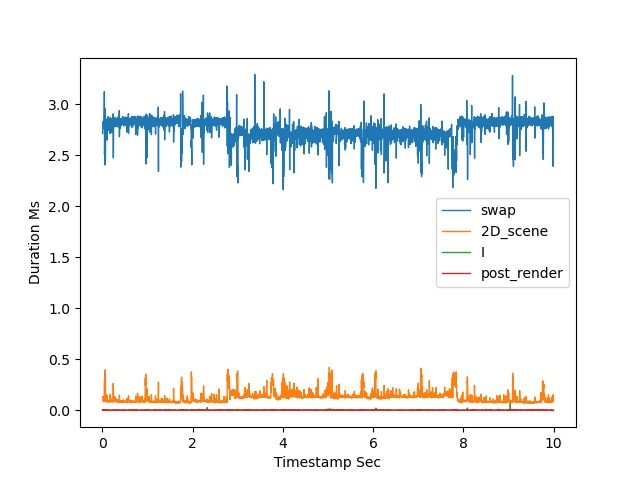 3.0
2.5
2.0
1.5
1.0
0.5
0.0
Duration Ms
swap
2D_scene
I
post_render
0 2 4 6 8 10
Timestamp Sec